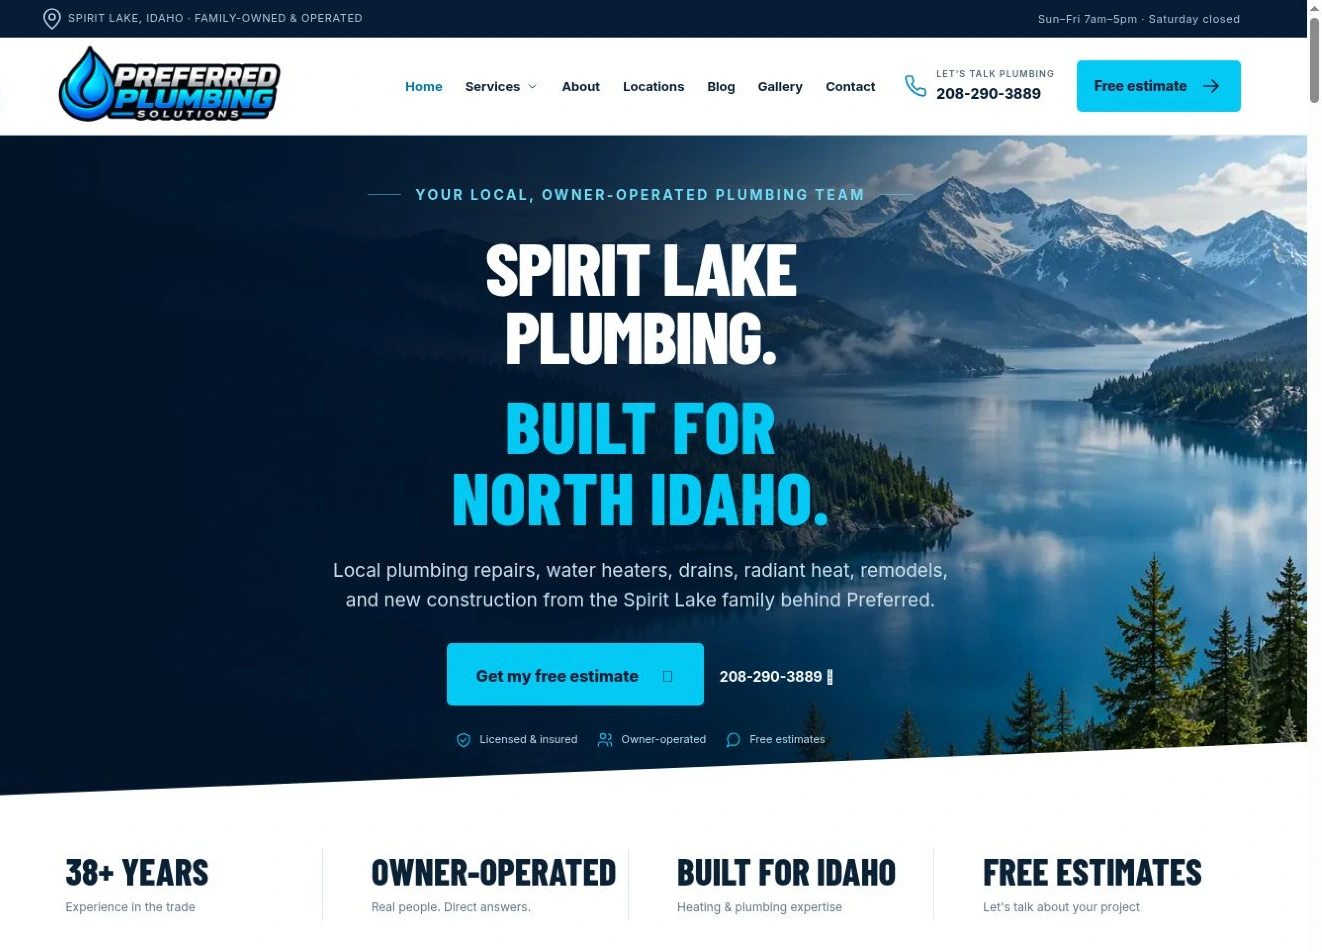 SPIRIT LAKE, IDAHO · FAMILY-OWNED & OPERATED
Sun–Fri 7am–5pm · Saturday closed
PREFERRED
PLUMBING
SOLUTIONS
Home
Services
About
Locations
Blog
Gallery
Contact
LET'S TALK PLUMBING
208-290-3889
Free estimate
YOUR LOCAL, OWNER-OPERATED PLUMBING TEAM
SPIRIT LAKE
PLUMBING.
BUILT FOR
NORTH IDAHO.
Local plumbing repairs, water heaters, drains, radiant heat, remodels,
and new construction from the Spirit Lake family behind Preferred.
Get my free estimate
208-290-3889
Licensed & insured
Owner-operated
Free estimates
38+ YEARS
Experience in the trade
OWNER-OPERATED
Real people. Direct answers.
BUILT FOR IDAHO
Heating & plumbing expertise
FREE ESTIMATES
Let's talk about your project